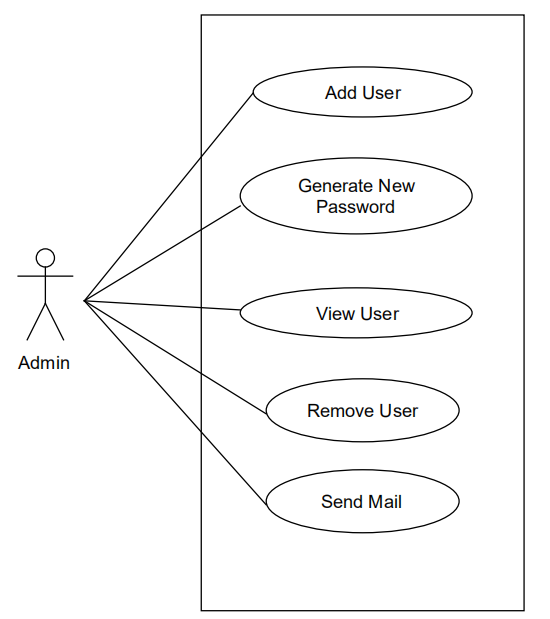 Add User
Generate New
Password
View User
Remove User
Send Mail
Admin